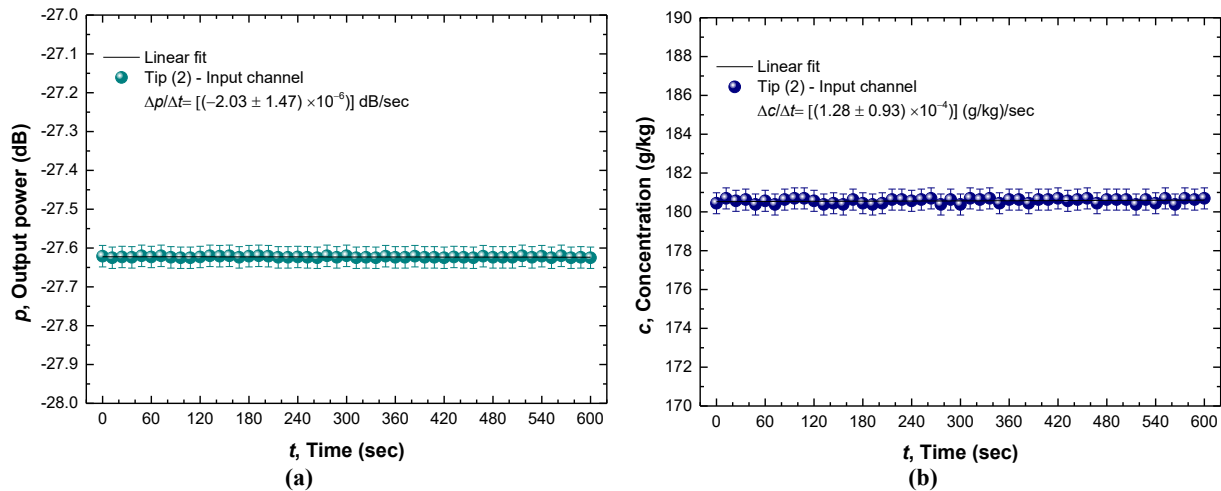 -27.0
-27.1
-27.2
-27.3
-27.4
-27.5
-27.6
-27.7
-27.8
-27.9
-28.0
p, Output power (dB)
Linear fit
Tip (2) - Input channel
Δp/Δt= [(−2.03 ± 1.47) ×10⁻⁶)] dB/sec
0 60 120 180 240 300 360 420 480 540 600
t, Time (sec)
(a)
190
188
186
184
182
180
178
176
174
172
170
c, Concentration (g/kg)
Linear fit
Tip (2) - Input channel
Δc/Δt= [(1.28 ± 0.93) ×10⁻⁴)] (g/kg)/sec
0 60 120 180 240 300 360 420 480 540 600
t, Time (sec)
(b)